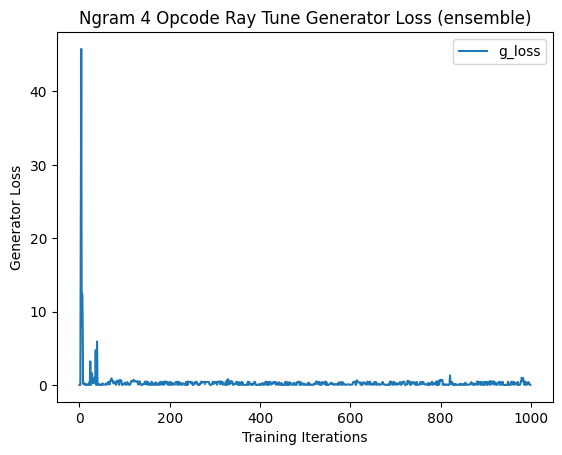 Ngram 4 Opcode Ray Tune Generator Loss (ensemble)
g_loss
Generator Loss
40
30
20
10
0
0 200 400 600 800 1000
Training Iterations